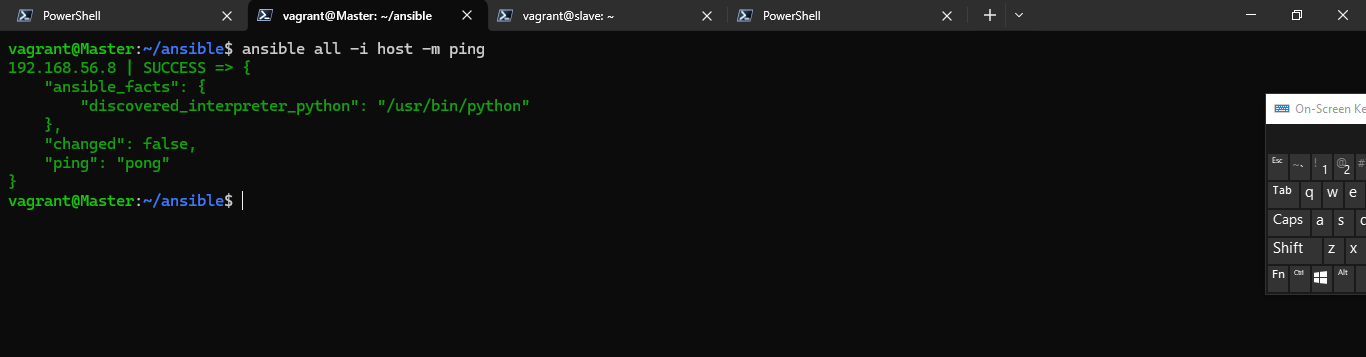 PowerShell
vagrant@Master: ~/ansible
vagrant@slave: ~
PowerShell
vagrant@Master:~/ansible$ ansible all -i host -m ping
192.168.56.8 | SUCCESS => {
    "ansible_facts": {
        "discovered_interpreter_python": "/usr/bin/python"
    },
    "changed": false,
    "ping": "pong"
}
vagrant@Master:~/ansible$
On-Screen Ke
Esc ~ ` ! 1 @ 2 #
Tab q w e
Caps a s
Shift z x
Fn Ctrl Alt